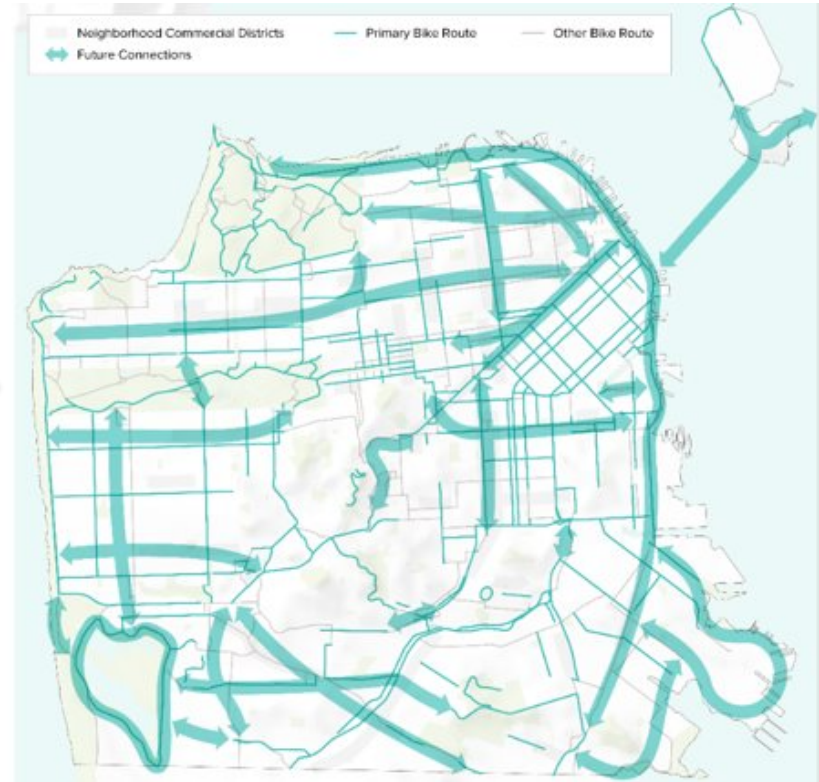 Neighborhood Commercial Districts Primary Bike Route Other Bike Route
Future Connections